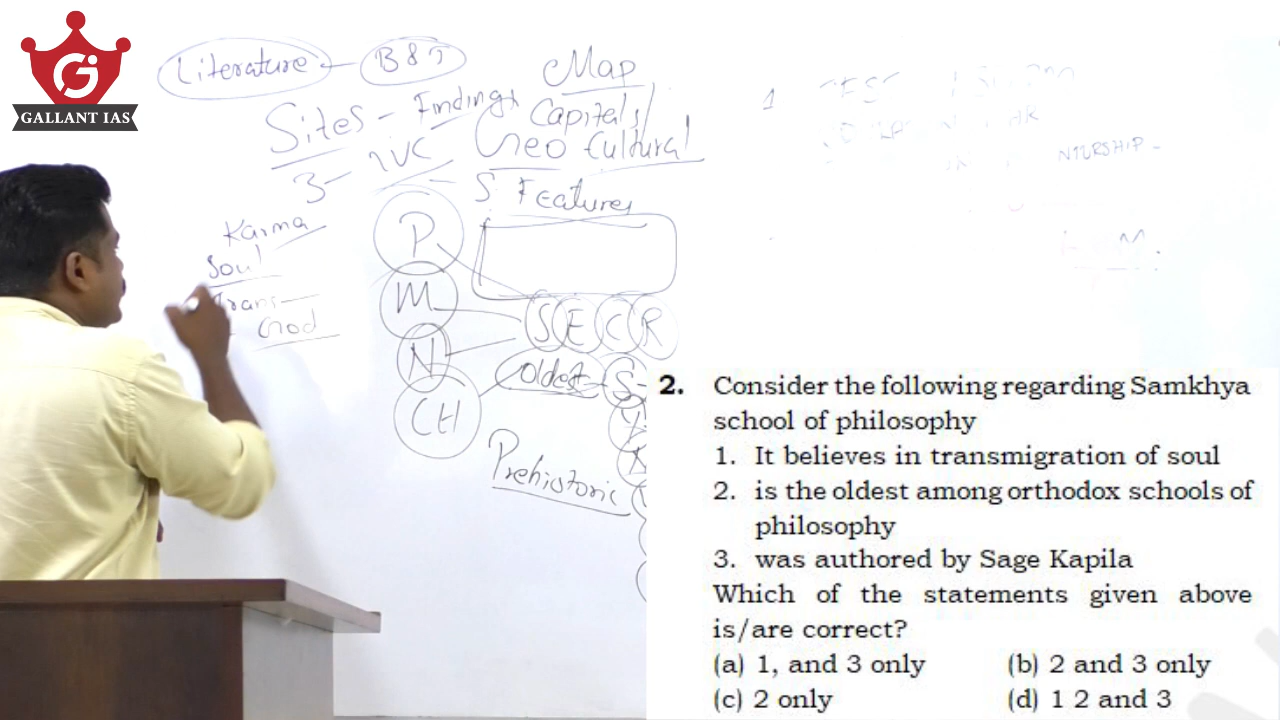 GALLANT IAS
Literature - B & J
Map
Sites - Findings
Capitals/
3 - IVC
Geo Cultural
- S. Features
Karma
Soul
Trans-
God
P
M
N
CH
S E C R
Oldest - S -
Prehistoric
1
NTURSHIP -
2. Consider the following regarding Samkhya
school of philosophy
1. It believes in transmigration of soul
2. is the oldest among orthodox schools of
philosophy
3. was authored by Sage Kapila
Which of the statements given above
is/are correct?
(a) 1, and 3 only (b) 2 and 3 only
(c) 2 only (d) 1 2 and 3